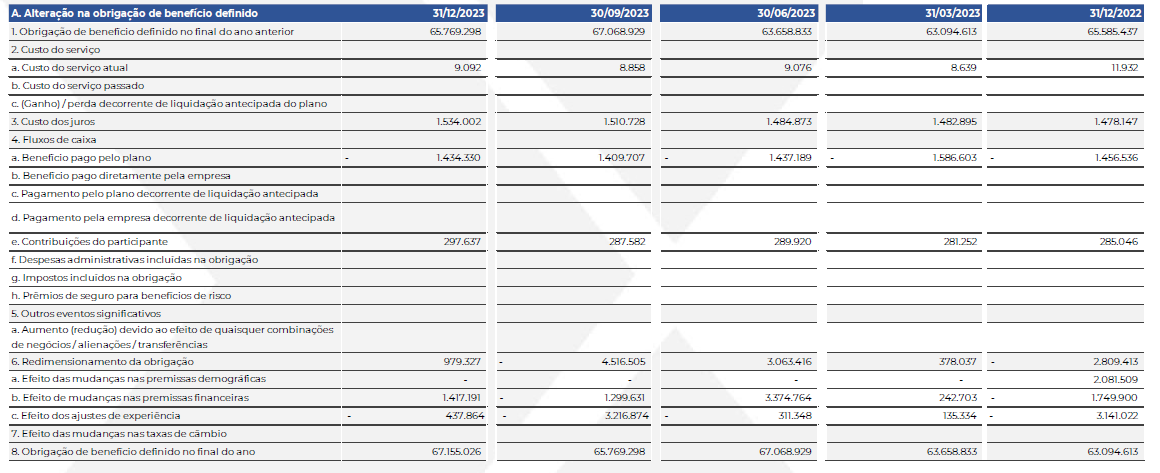 A. Alteração na obrigação de benefício definido 31/12/2023 30/09/2023 30/06/2023 31/03/2023 31/12/2022
1. Obrigação de benefício definido no final do ano anterior 65.769.298 67.068.929 63.658.833 63.094.613 65.585.437
2. Custo do serviço
a. Custo do serviço atual 9.092 8.858 9.076 8.639 11.932
b. Custo do serviço passado
c. (Ganho) / perda decorrente de liquidação antecipada do plano
3. Custo dos juros 1.534.002 1.510.728 1.484.873 1.482.895 1.478.147
4. Fluxos de caixa
a. Benefício pago pelo plano - 1.434.330 1.409.707 - 1.437.189 - 1.586.603 - 1.456.536
b. Benefício pago diretamente pela empresa
c. Pagamento pelo plano decorrente de liquidação antecipada
d. Pagamento pela empresa decorrente de liquidação antecipada
e. Contribuições do participante 297.637 287.582 289.920 281.252 285.046
f. Despesas administrativas incluídas na obrigação
g. Impostos incluídos na obrigação
h. Prêmios de seguro para benefícios de risco
5. Outros eventos significativos
a. Aumento (redução) devido ao efeito de quaisquer combinações
de negócios / alienações / transferências
6. Redimensionamento da obrigação 979.327 4.516.505 3.063.416 378.037 - 2.809.413
a. Efeito das mudanças nas premissas demográficas - - - - 2.081.509
b. Efeito de mudanças nas premissas financeiras 1.417.191 - 1.299.631 3.374.764 242.703 - 1.749.900
c. Efeito dos ajustes de experiência - 437.864 - 3.216.874 - 311.348 135.334 - 3.141.022
7. Efeito das mudanças nas taxas de câmbio
8. Obrigação de benefício definido no final do ano 67.155.026 65.769.298 67.068.929 63.658.833 63.094.613